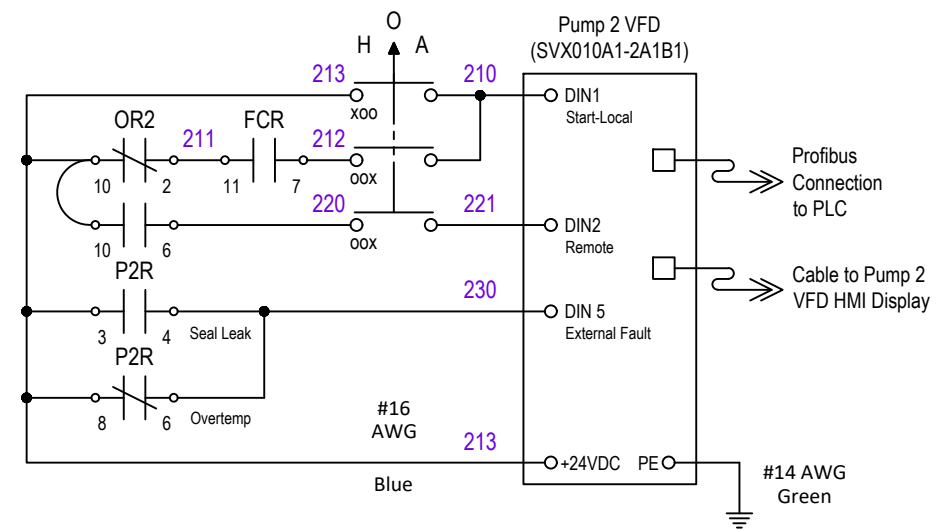 O
H A
Pump 2 VFD
(SVX010A1-2A1B1)
213 210
xoo
DIN1
Start-Local
OR2 211 FCR 212
10 2 11 7
oox
Profibus
Connection
to PLC
220 221
10 6
oox
DIN2
Remote
P2R
230
3 4 Seal Leak
DIN 5
External Fault
Cable to Pump 2
VFD HMI Display
P2R
8 6 Overtemp
#16
AWG
213
Blue
+24VDC PE
#14 AWG
Green